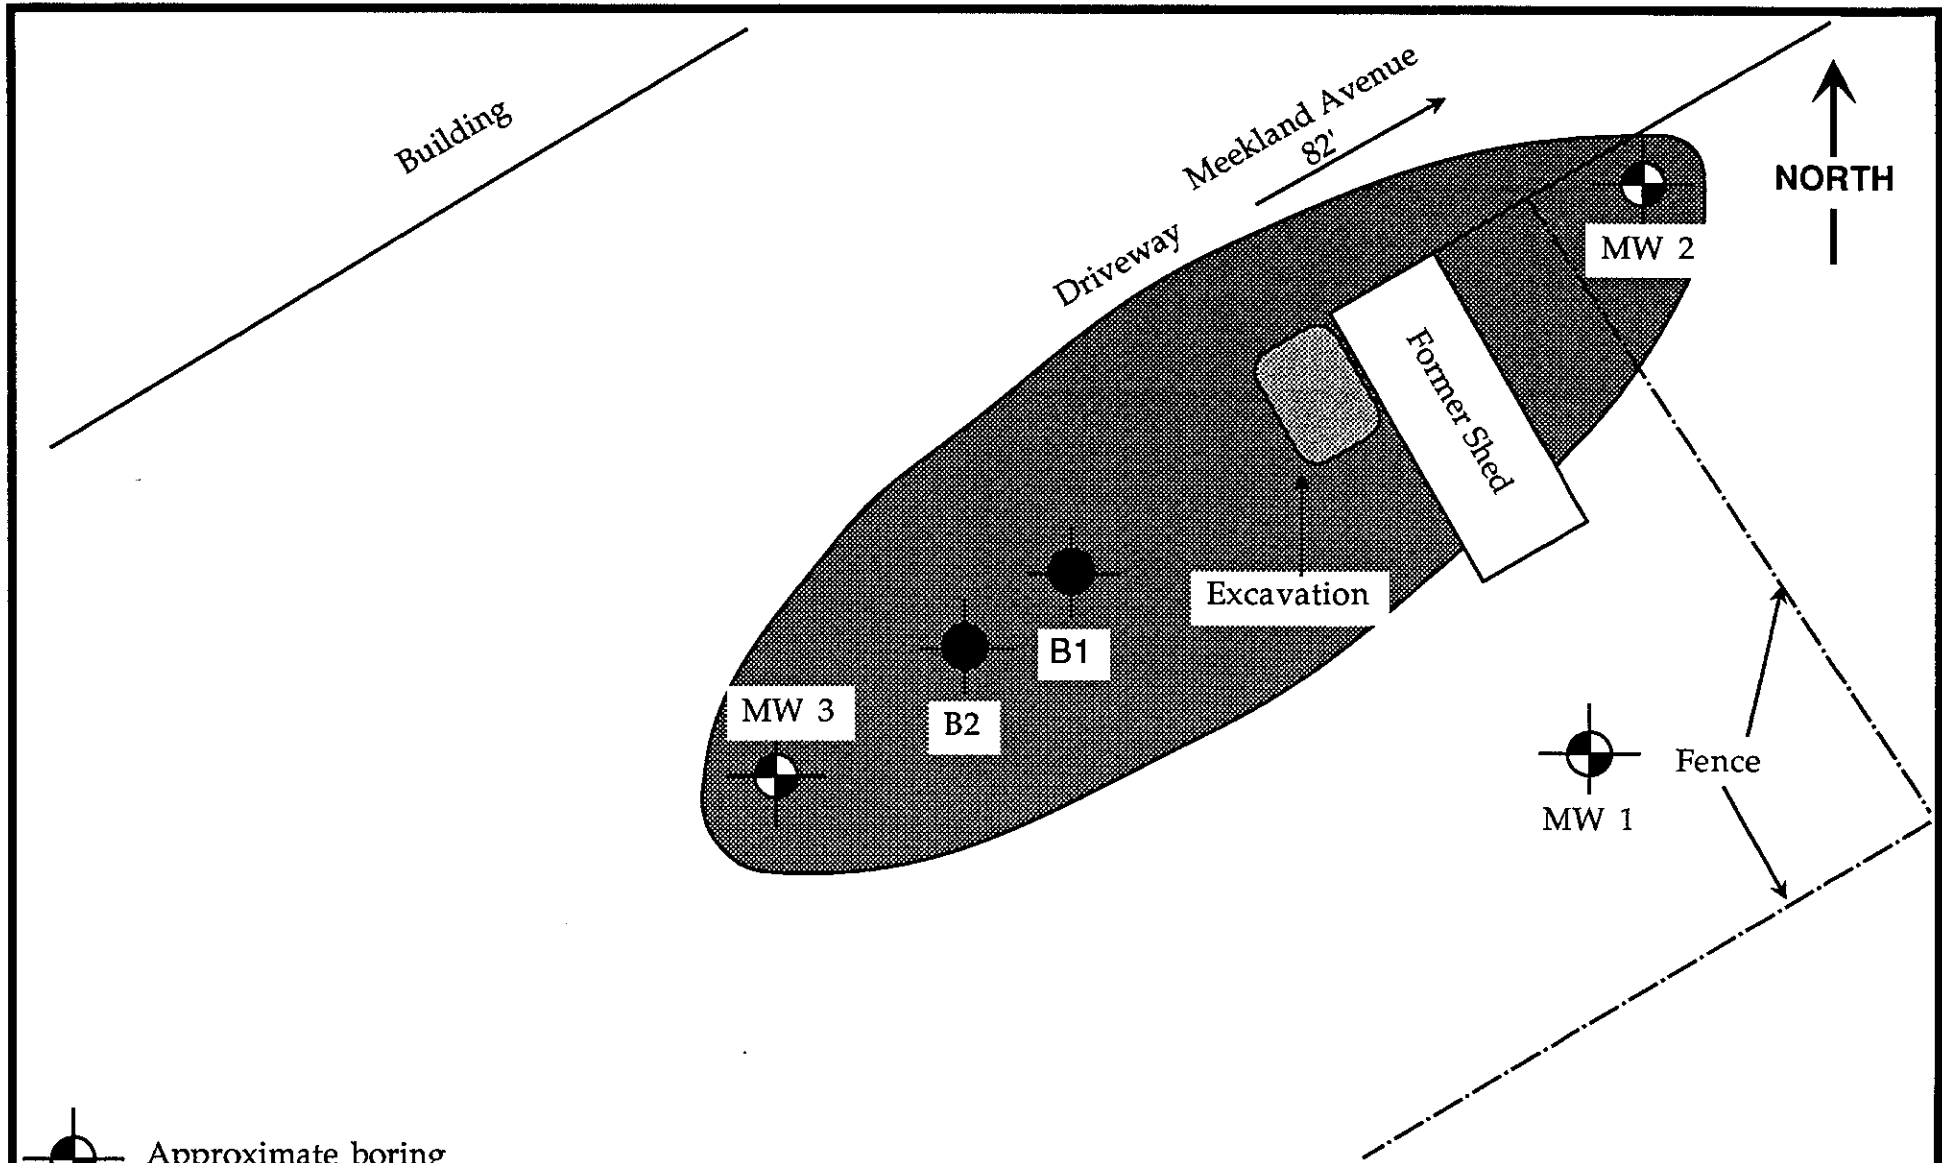 Building
Meekland Avenue
82'
NORTH
Driveway
MW 2
Former Shed
Excavation
B1
MW 3
B2
Fence
MW 1
Approximate boring